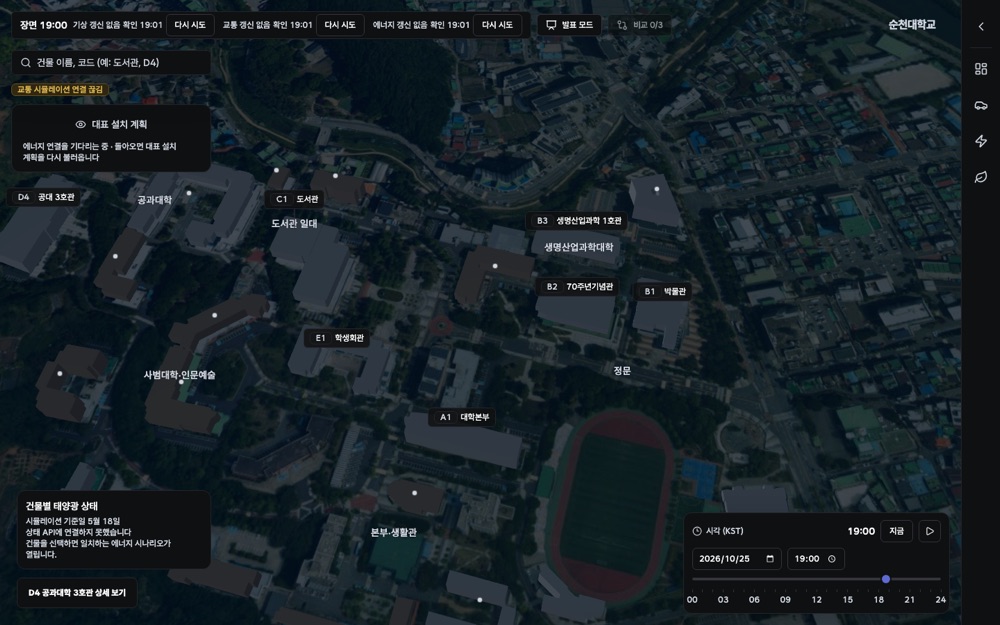 장면 19:00 기상 갱신 없음 확인 19:01 다시 시도 교통 갱신 없음 확인 19:01 다시 시도 에너지 갱신 없음 확인 19:01 다시 시도 발표 모드 비교 0/3 순천대학교
건물 이름, 코드 (예: 도서관, D4)
교통 시뮬레이션 연결 끊김
대표 설치 계획
에너지 연결을 기다리는 중 · 돌아오면 대표 설치
계획을 다시 불러옵니다
D4 공대 3호관
공과대학
C1 도서관
도서관 일대
B3 생명산업과학 1호관
생명산업과학대학
B2 70주년기념관
B1 박물관
E1 학생회관
사범대학·인문예술
정문
A1 대학본부
본부·생활관
건물별 태양광 상태
시뮬레이션 기준일 5월 18일
상태 API에 연결하지 못했습니다
건물을 선택하면 일치하는 에너지 시나리오가
열립니다.
D4 공과대학 3호관 상세 보기
시각 (KST) 19:00 지금
2026/10/25 19:00
00 03 06 09 12 15 18 21 24